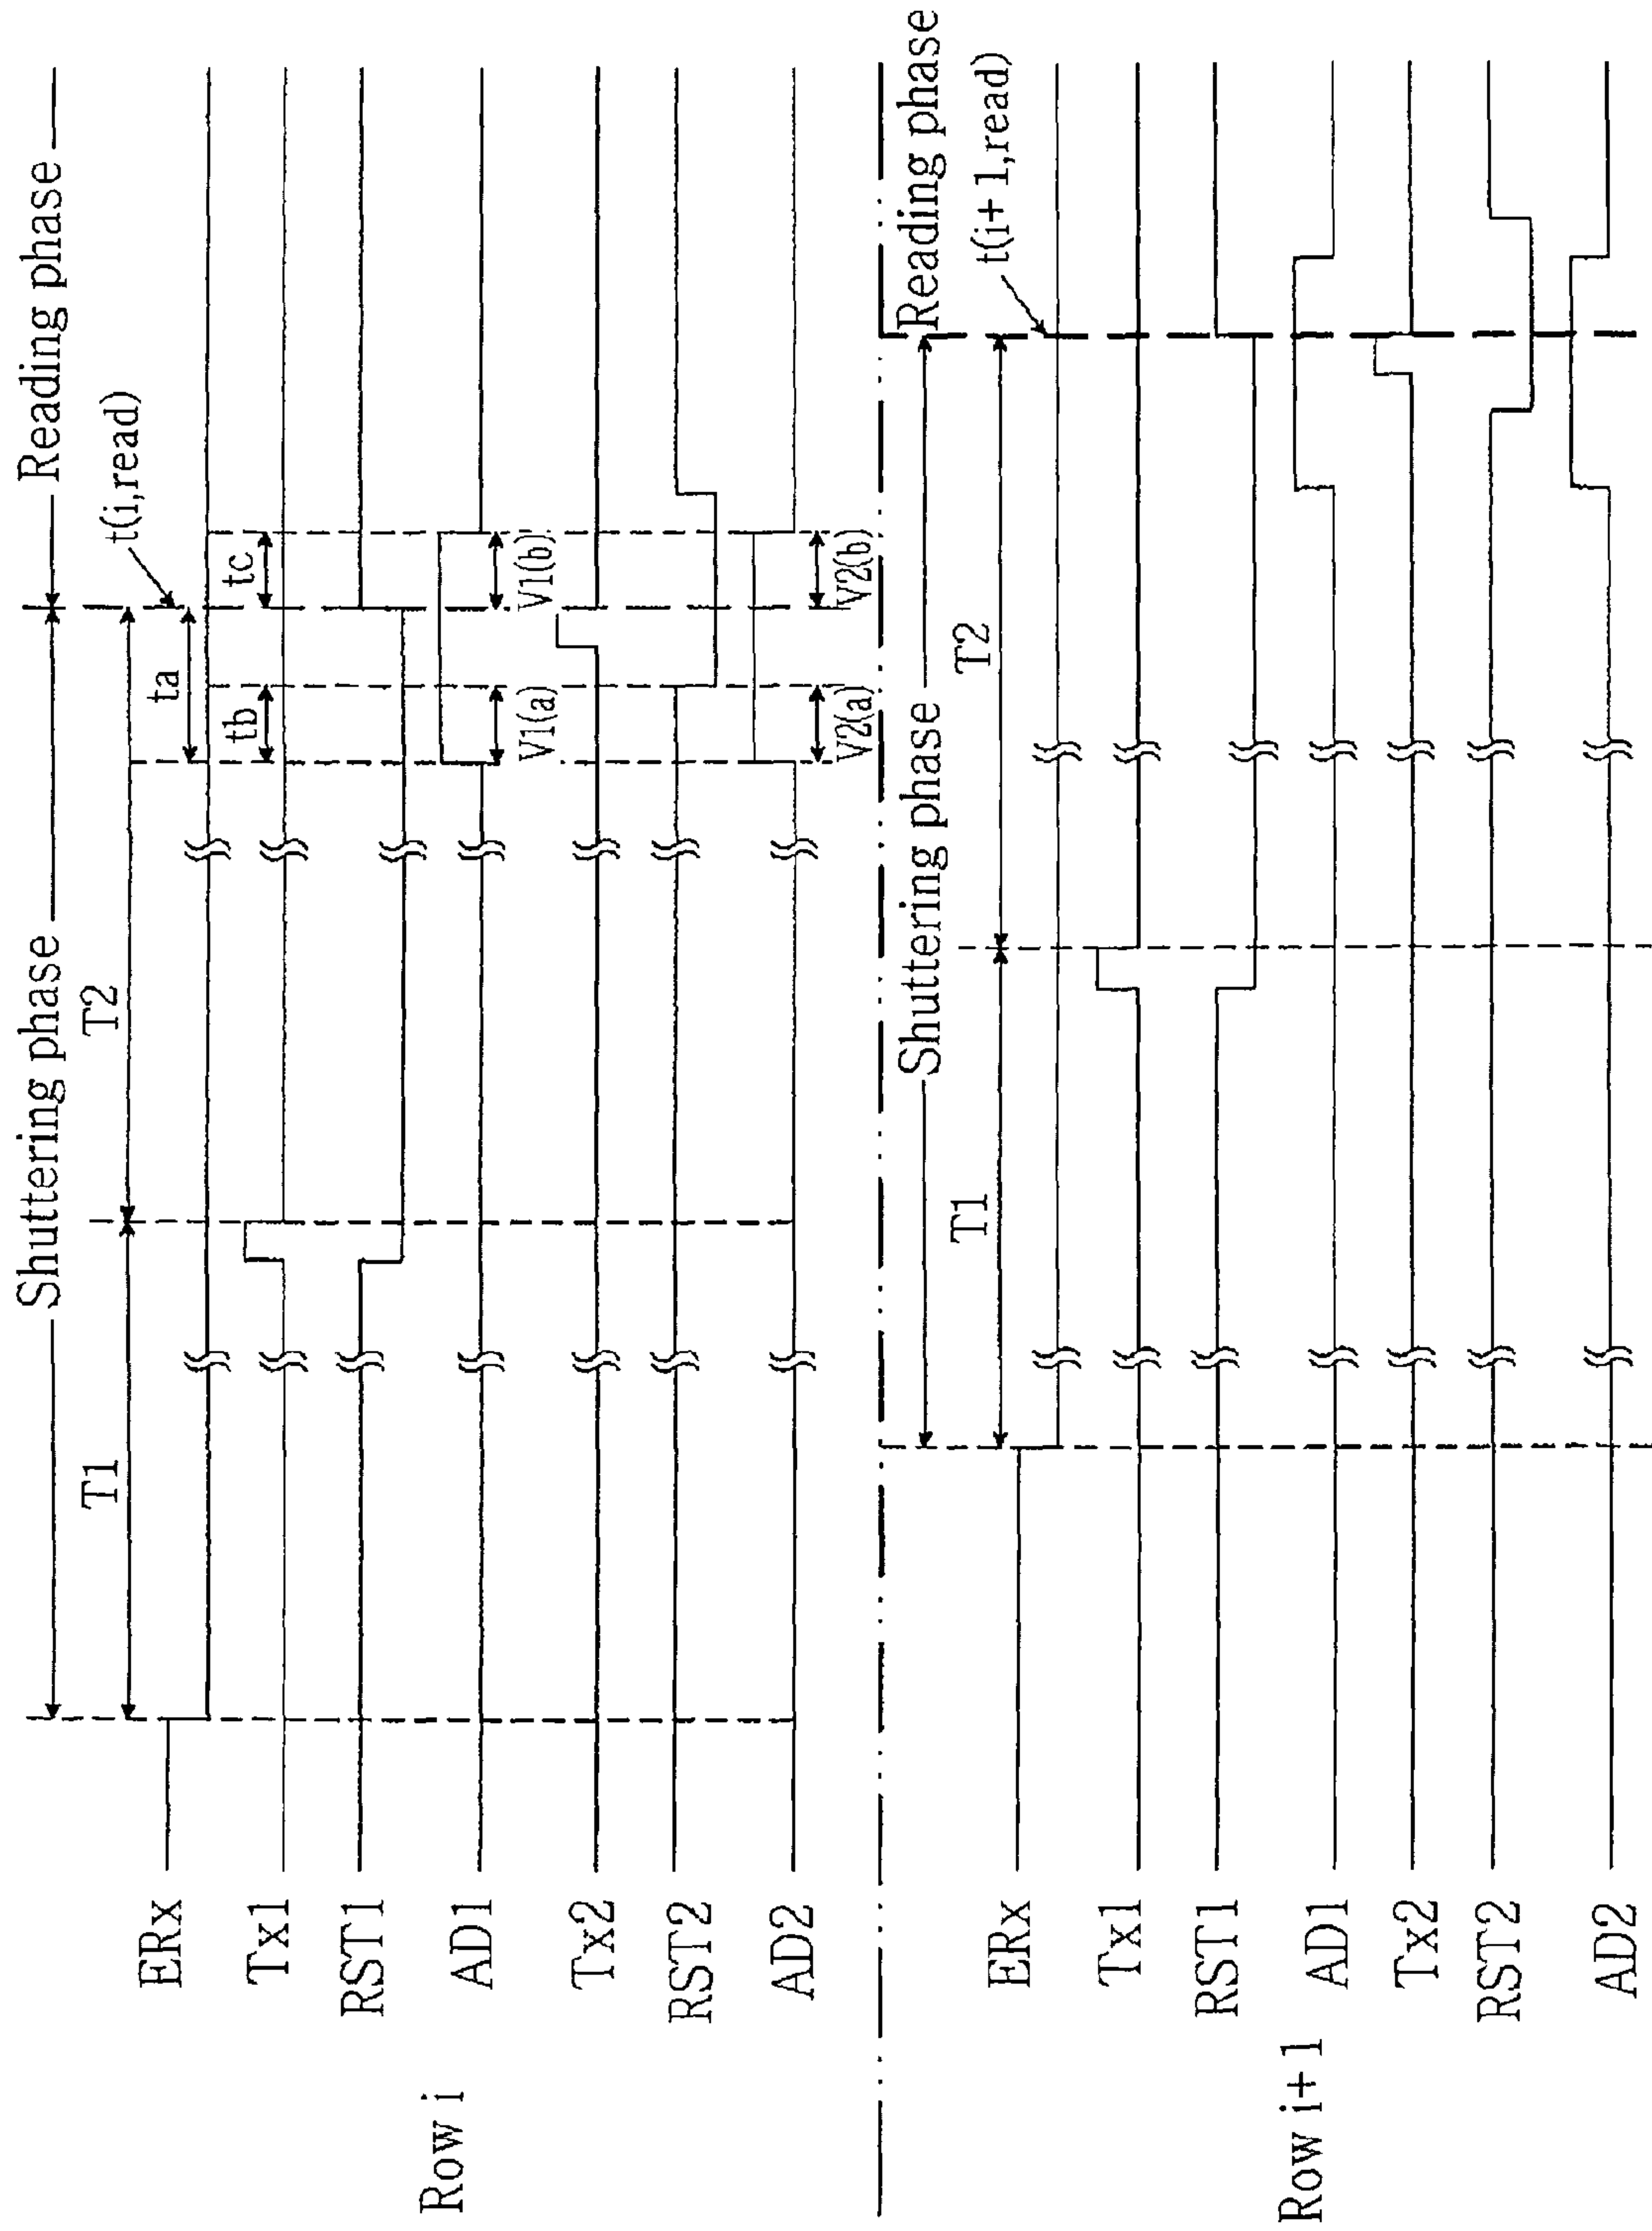 Shuttering phase
Reading phase
T1
T2
ta
t(i,read)
tb
tc
Row i
ERx
Tx1
RST1
AD1
V1(a)
V1(b)
Tx2
RST2
AD2
V2(a)
V2(b)
Shuttering phase
Reading phase
T1
T2
t(i+1,read)
Row i+1
ERx
Tx1
RST1
AD1
Tx2
RST2
AD2